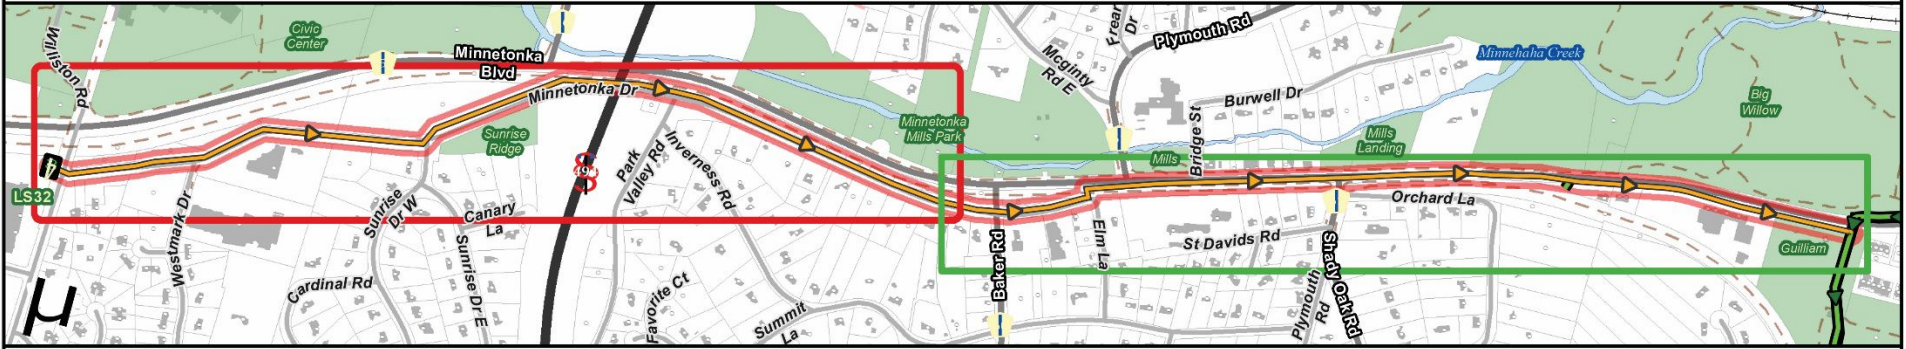 Williston Rd
Civic
Center
Minnetonka
Blvd
Minnetonka Dr
Sunrise
Ridge
LS32
Westmark Dr
Sunrise
Dr W
Canary
La
Sunrise Dr E
Cardinal Rd
494
Park
Valley Rd
Inverness Rd
Favorite Ct
Summit
La
Minnetonka
Mills Park
Mcginty
Rd E
Frear
Dr
Plymouth Rd
Burwell Dr
Bridge St
Mills
Mills
Landing
Minnehaha Creek
Big
Willow
Baker Rd
Elm La
St Davids Rd
Orchard La
Shady Oak Rd
Plymouth
Rd
Guilliam